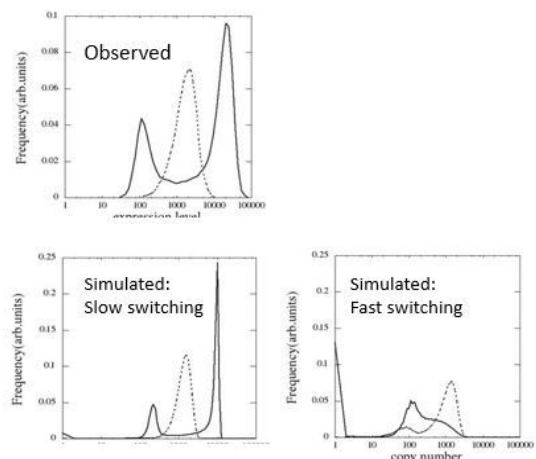 0.1
0.08
0.06
0.04
0.02
0
Frequency(arb.units)
Observed
1 10 100 1000 10000 100000
expression level
0.25
0.2
0.15
0.1
0.05
0
Frequency(arb.units)
Simulated:
Slow switching
0.25
0.2
0.15
0.1
0.05
0
Frequency(arb.units)
Simulated:
Fast switching
1 10 100 1000 10000 100000
copy number